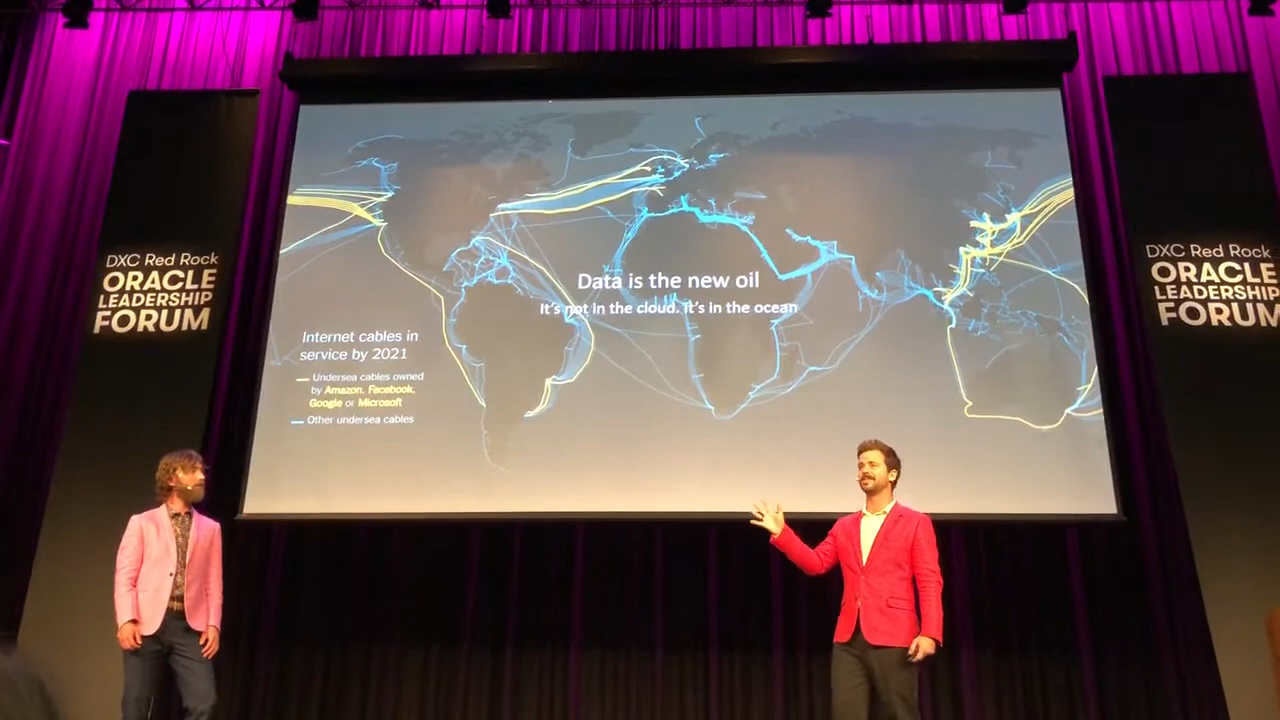 DXC Red Rock
ORACLE
LEADERSHIP
FORUM
Data is the new oil
It's not in the cloud, it's in the ocean
Internet cables in
service by 2021
Undersea cables owned
by Amazon, Facebook,
Google or Microsoft
Other undersea cables
DXC Red Rock
ORACLE
LEADERSHIP
FORUM